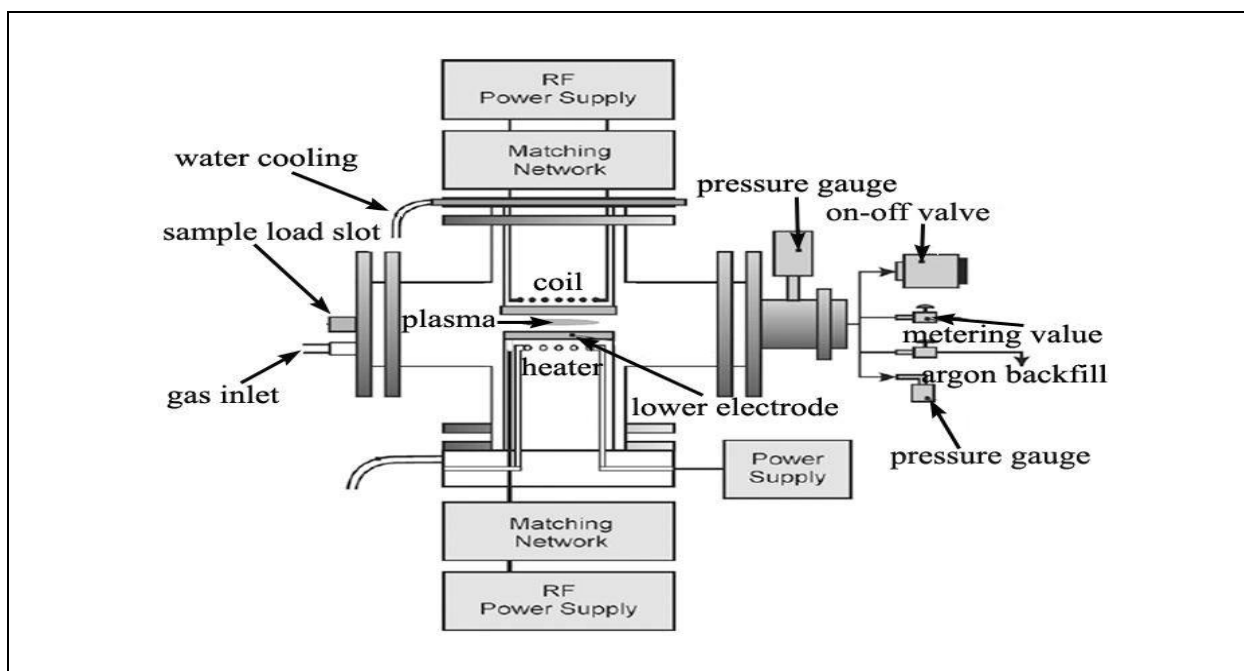 RF
Power Supply
Matching
Network
water cooling
pressure gauge
on-off valve
sample load slot
coil
plasma
metering value
heater
argon backfill
gas inlet
lower electrode
pressure gauge
Power
Supply
Matching
Network
RF
Power Supply